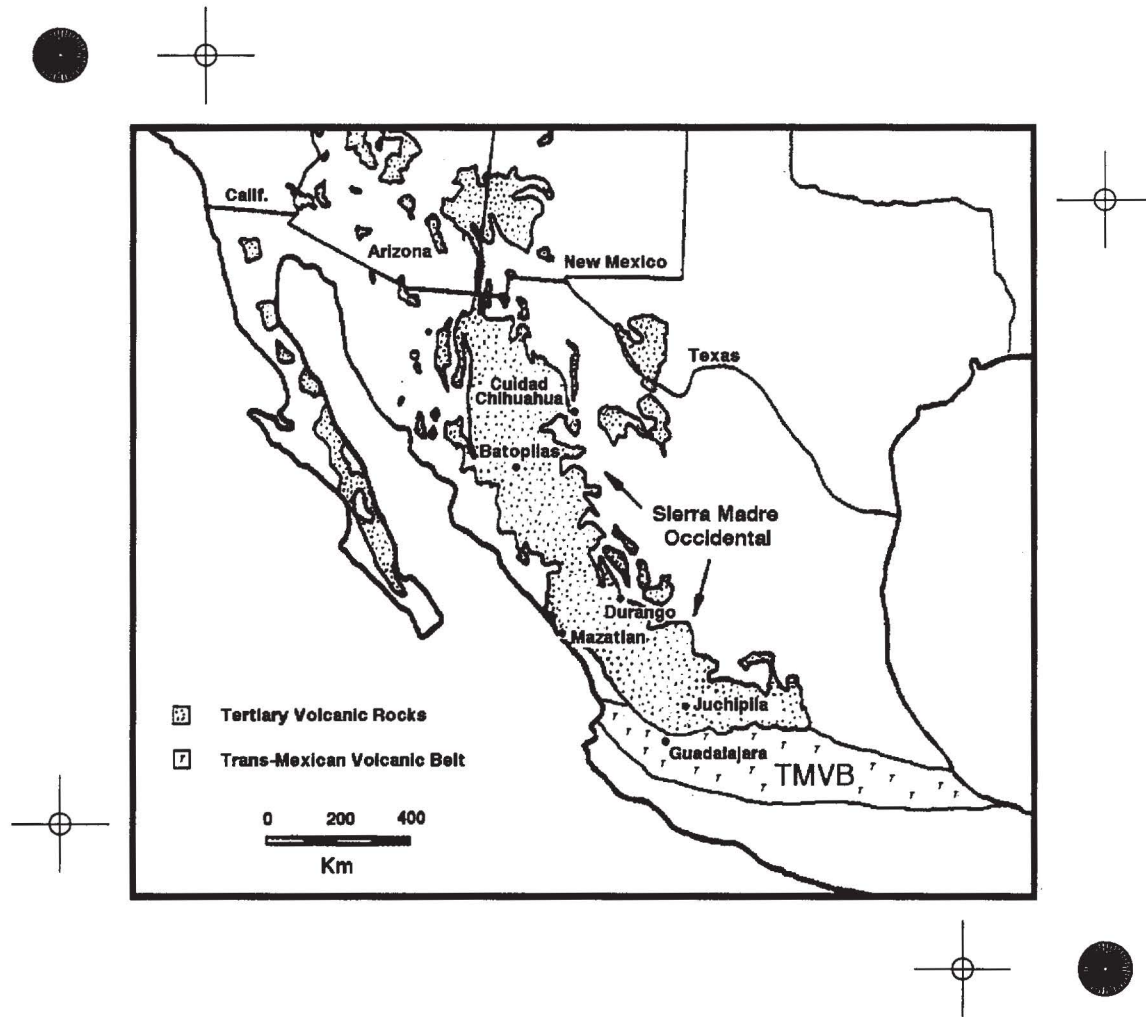 Calif.
Arizona
New Mexico
Texas
Cuidad
Chihuahua
Batopilas
Sierra Madre
Occidental
Durango
Mazatlan
Juchipila
Guadalajara
TMVB
Tertiary Volcanic Rocks
T Trans-Mexican Volcanic Belt
0 200 400
Km